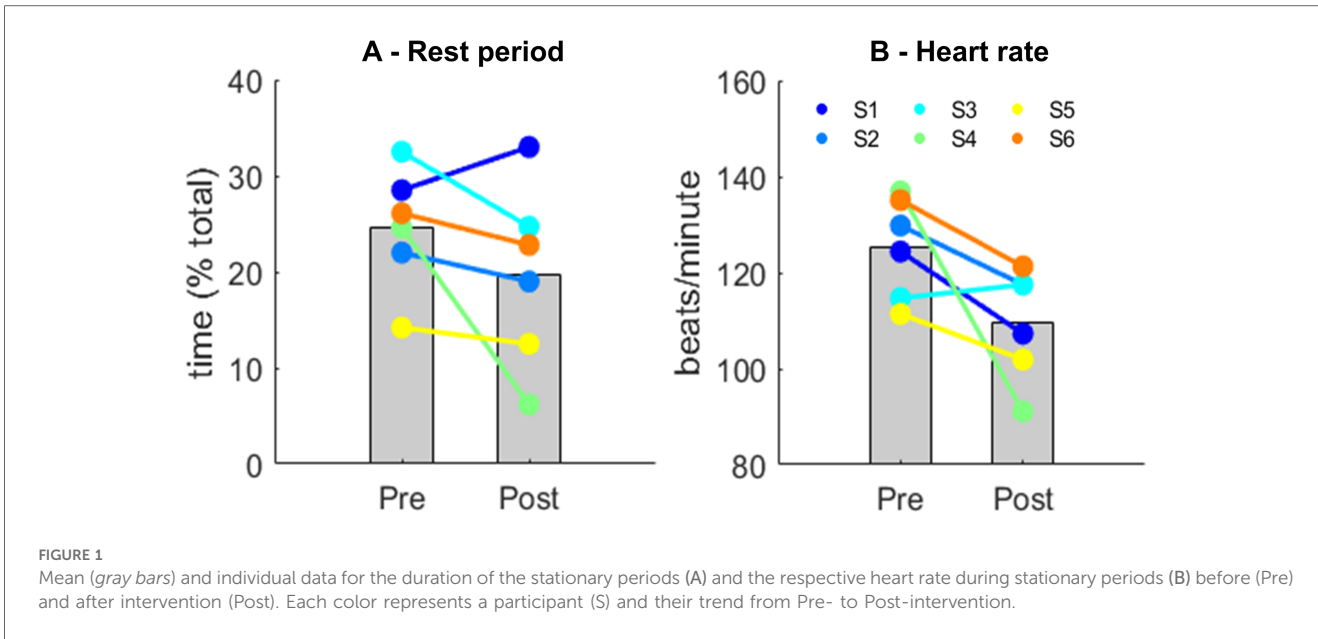 A - Rest period
40
30
20
10
0
time (% total)
Pre Post
B - Heart rate
160
140
120
100
80
beats/minute
S1 S3 S5
S2 S4 S6
Pre Post
FIGURE 1
Mean (gray bars) and individual data for the duration of the stationary periods (A) and the respective heart rate during stationary periods (B) before (Pre)
and after intervention (Post). Each color represents a participant (S) and their trend from Pre- to Post-intervention.